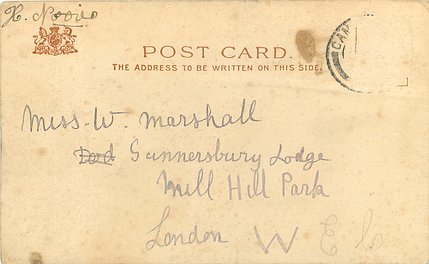 H. Norris
POST CARD.
THE ADDRESS TO BE WRITTEN ON THIS SIDE.
CAM
Miss. W. Marshall
Gunnersbury Lodge
Mill Hill Park
London W